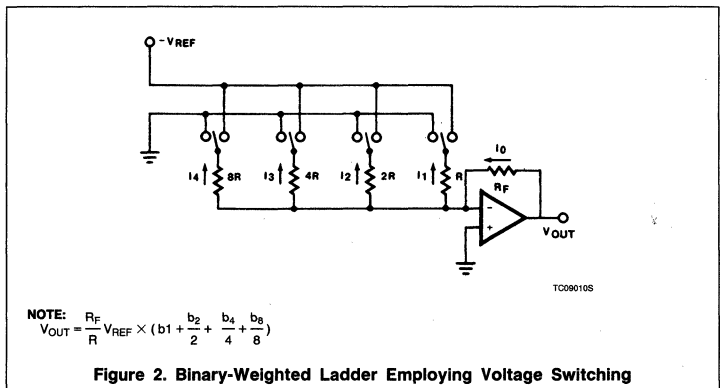 -VREF
I4 8R I3 4R I2 2R I1 R
I0
RF
-
+
VOUT
TC09010S
NOTE:
VOUT = RF/R VREF × (b1 + b2/2 + b4/4 + b8/8)
Figure 2. Binary-Weighted Ladder Employing Voltage Switching